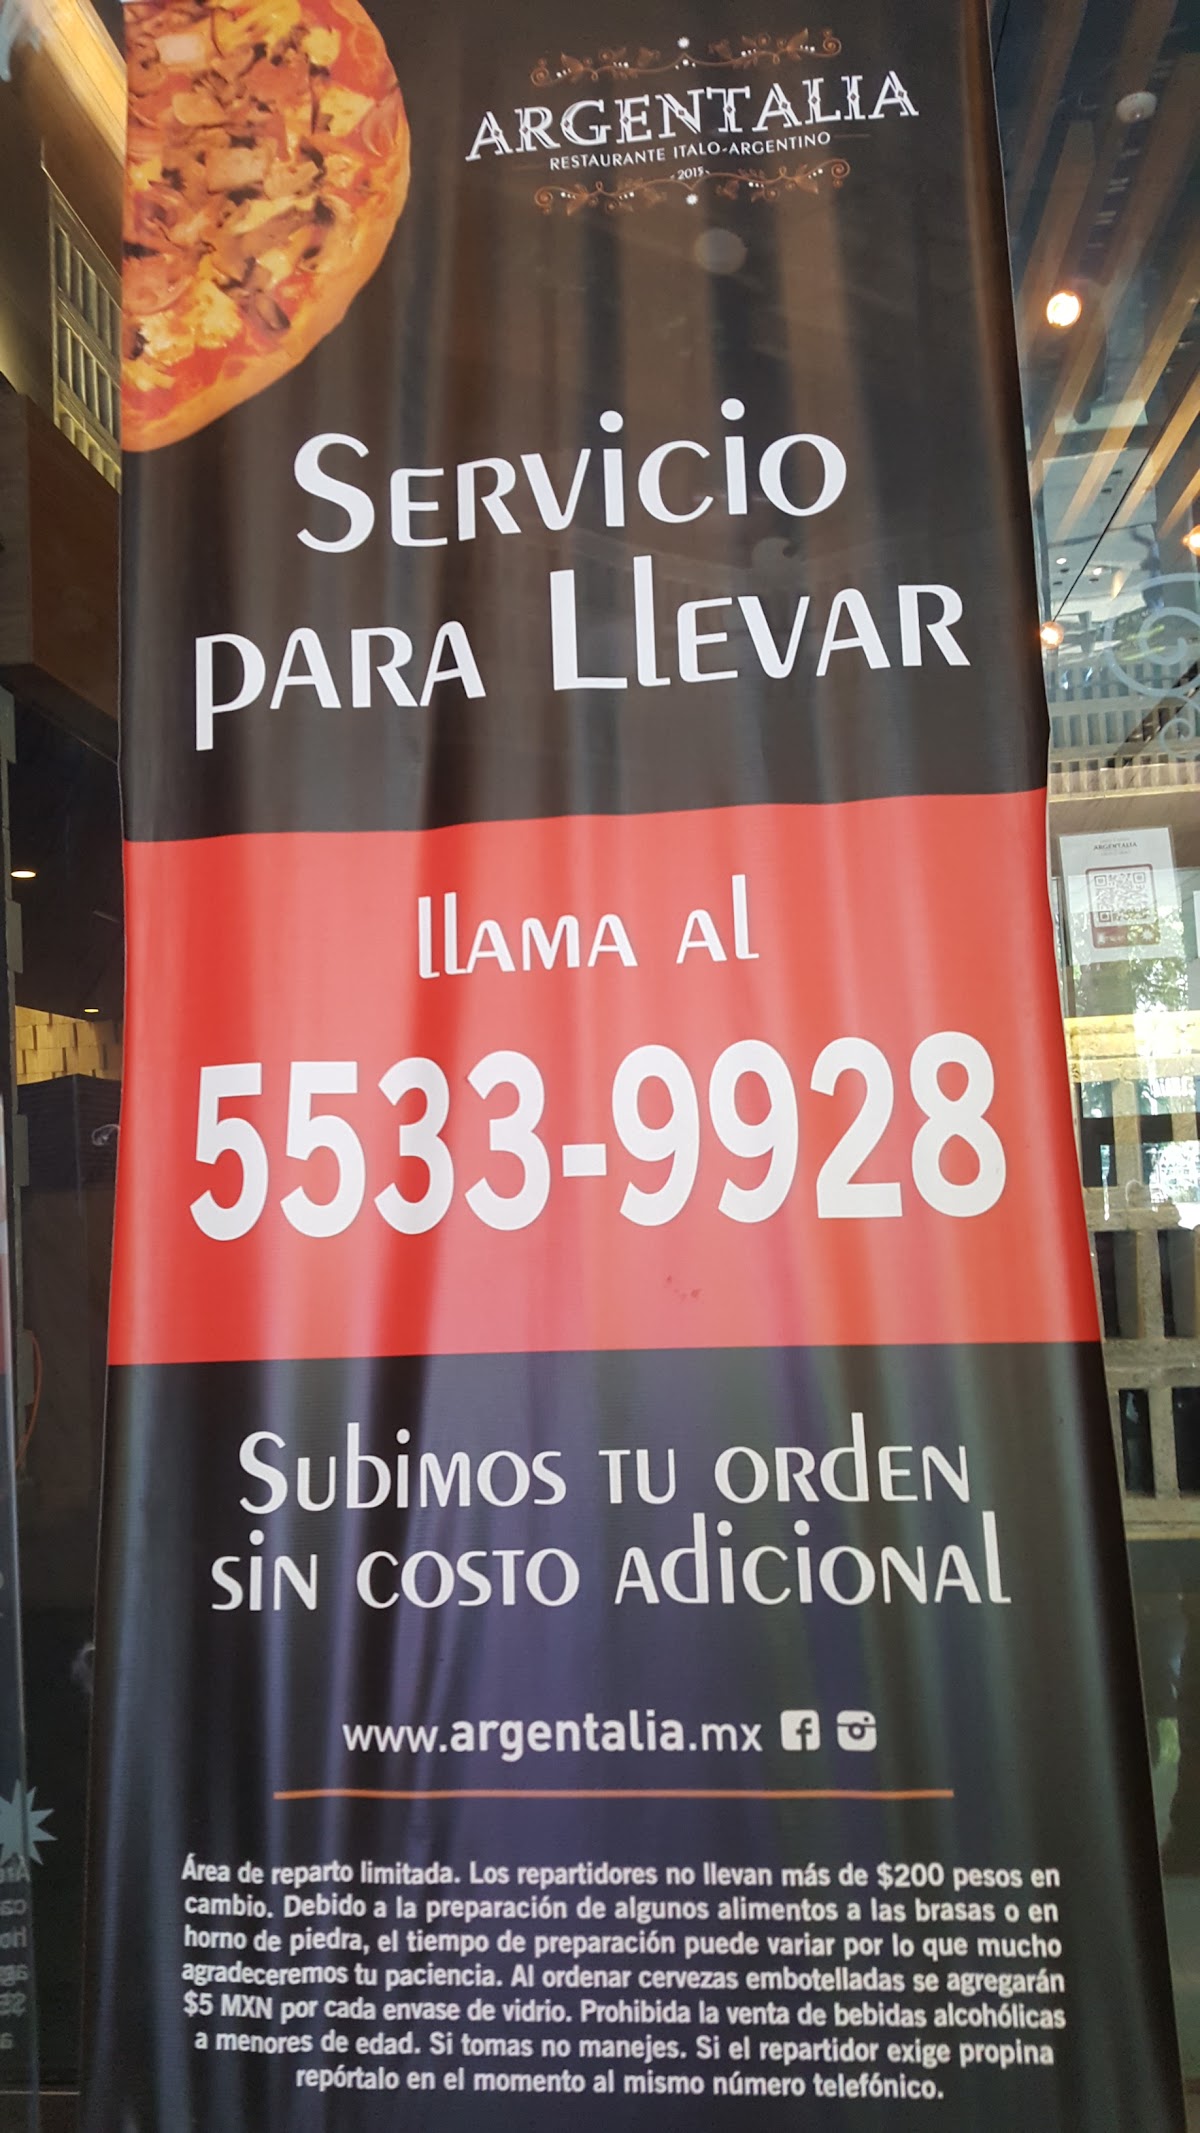 ARGENTALIA
RESTAURANTE ITALO-ARGENTINO
-2015-
SERVICIO
PARA LLEVAR
LLAMA AL
5533-9928
SUBIMOS TU ORDEN
SIN COSTO ADICIONAL
www.argentalia.mx
Área de reparto limitada. Los repartidores no llevan más de $200 pesos en
cambio. Debido a la preparación de algunos alimentos a las brasas o en
horno de piedra, el tiempo de preparación puede variar por lo que mucho
agradeceremos tu paciencia. Al ordenar cervezas embotelladas se agregarán
$5 MXN por cada envase de vidrio. Prohibida la venta de bebidas alcohólicas
a menores de edad. Si tomas no manejes. Si el repartidor exige propina
repórtalo en el momento al mismo número telefónico.
ARGENTALIA